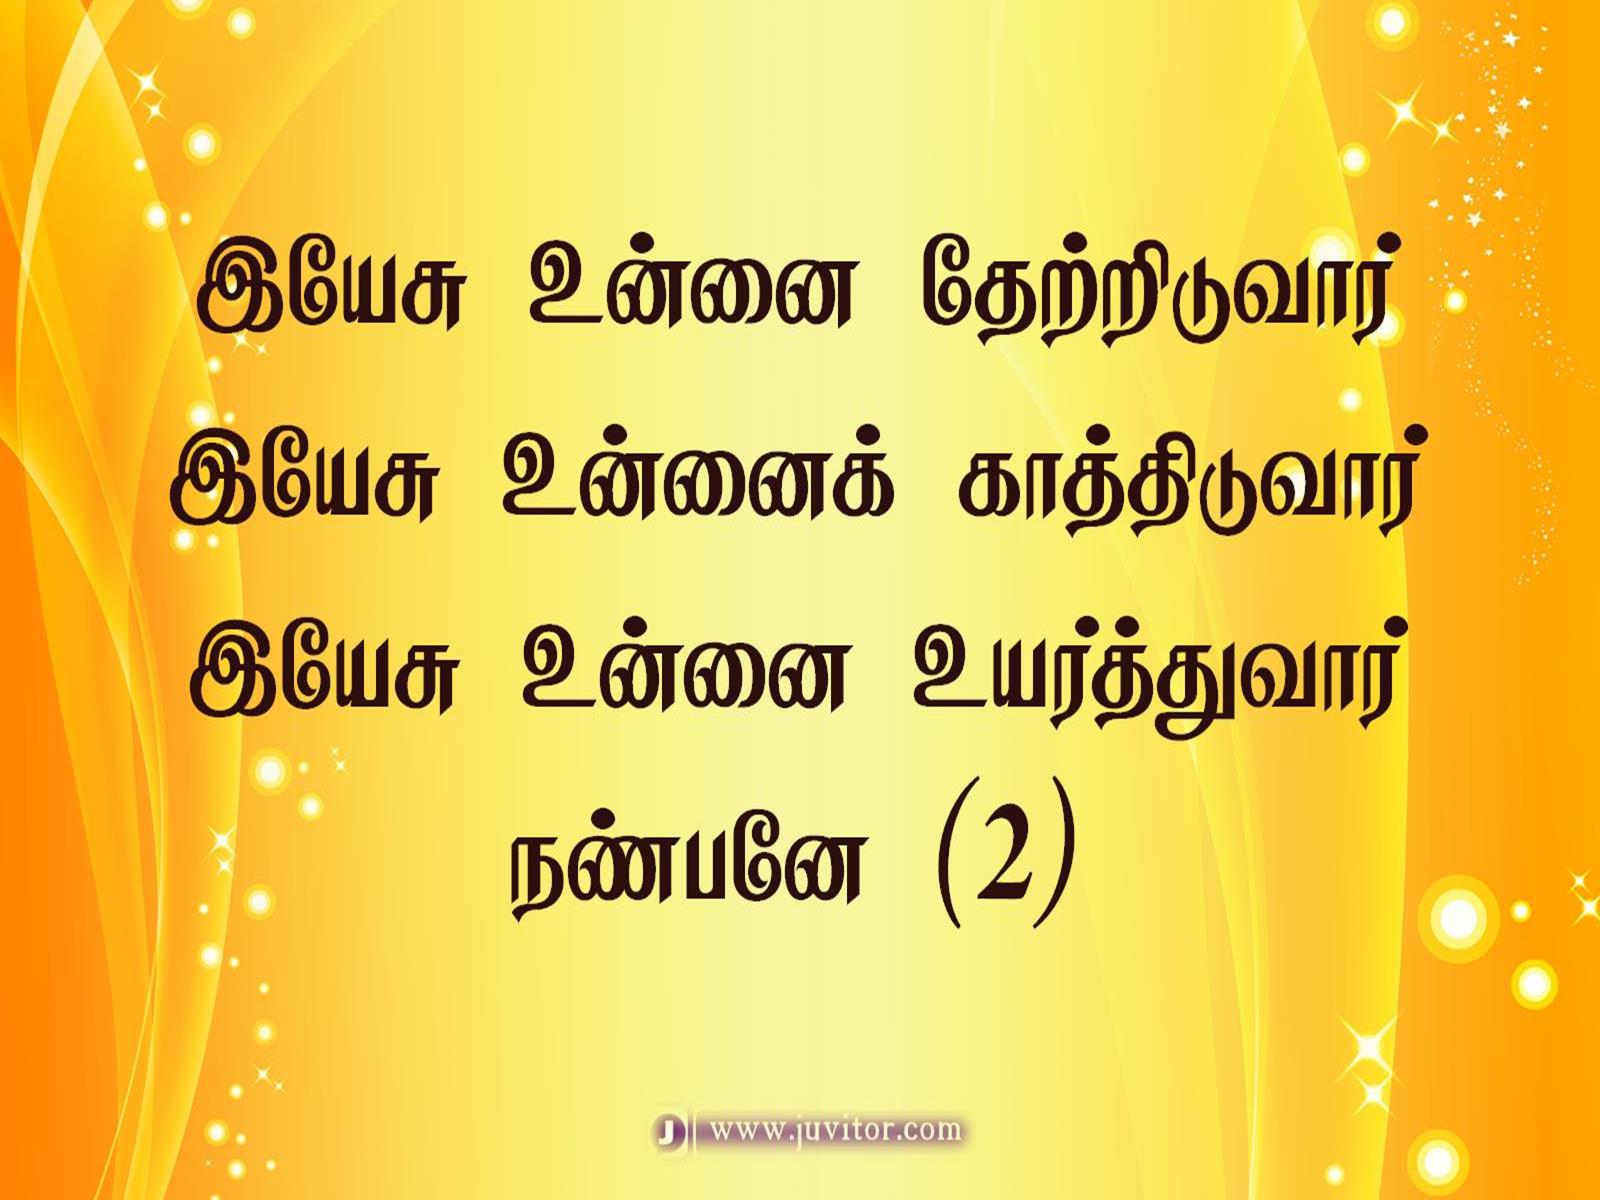 இயேசு உன்னை தேற்றிடுவார்
இயேசு உன்னைக் காத்திடுவார்
இயேசு உன்னை உயர்த்துவார்
நண்பனே (2)
J www.juvitor.com